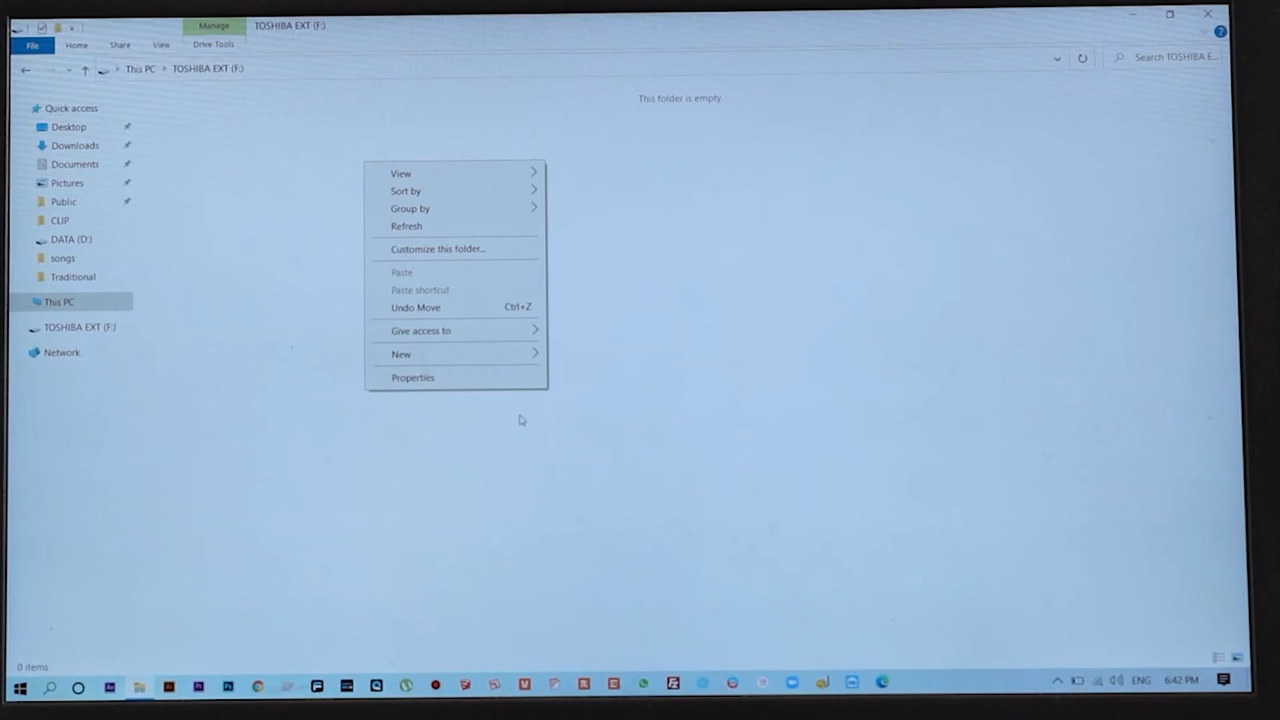 Manage
TOSHIBA EXT (F:)
File
Home
Share
View
Drive Tools
This PC
TOSHIBA EXT (F:)
Search TOSHIBA E...
This folder is empty
Quick access
Desktop
Downloads
Documents
Pictures
Public
CLIP
DATA (D:)
songs
Traditional
This PC
TOSHIBA EXT (F:)
Network
View
Sort by
Group by
Refresh
Customize this folder...
Paste
Paste shortcut
Undo Move Ctrl+Z
Give access to
New
Properties
0 items
ENG
6:42 PM